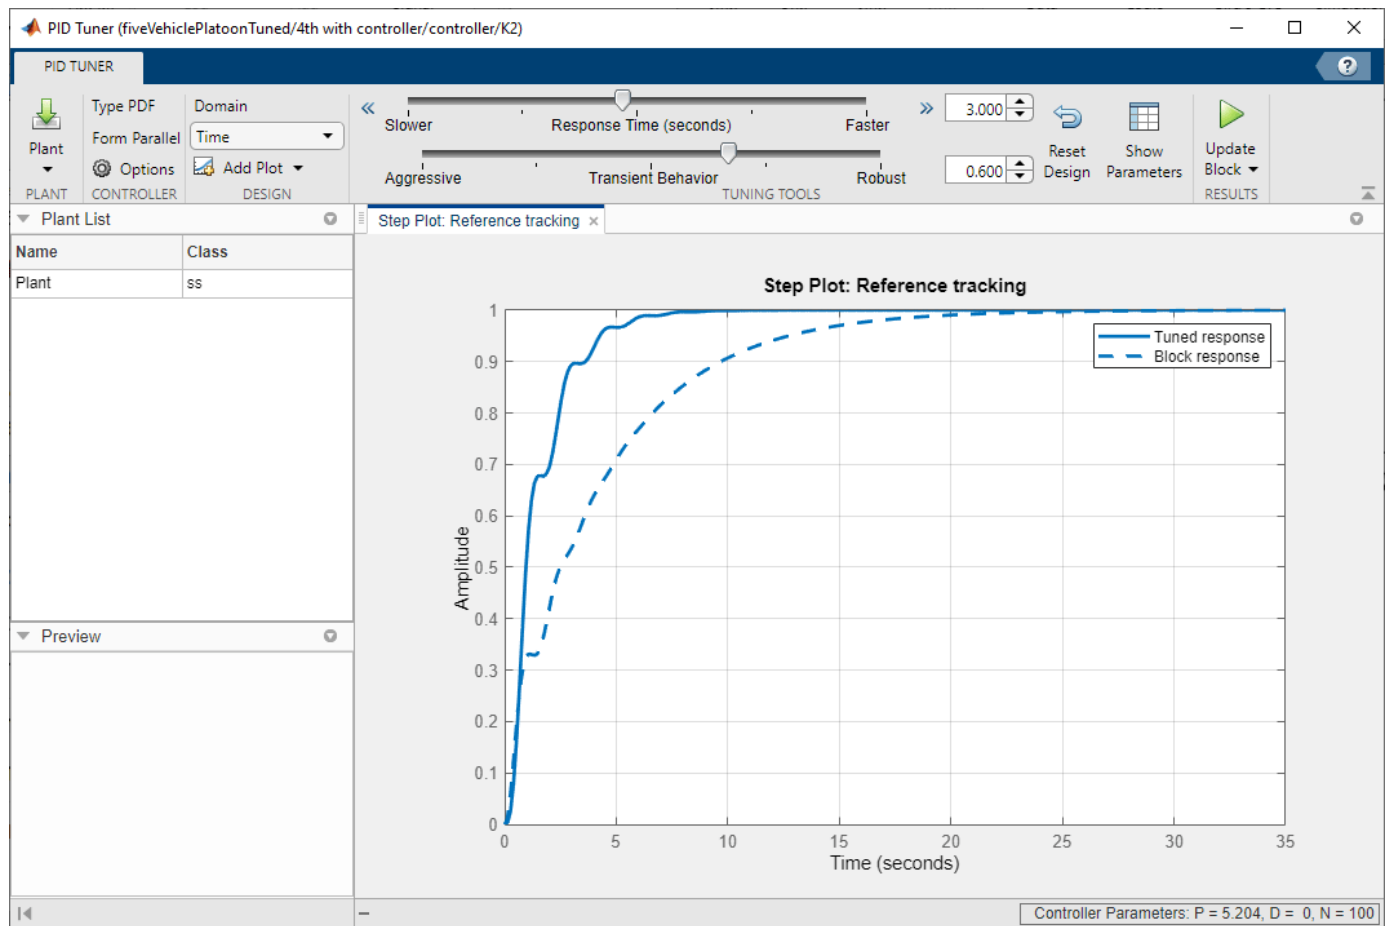 PID Tuner (fiveVehiclePlatoonTuned/4th with controller/controller/K2)
PID TUNER
?
Plant
PLANT
Type PDF
Form Parallel
Options
CONTROLLER
Domain
Time
Add Plot
DESIGN
Slower
Response Time (seconds)
Faster
3.000
Aggressive
Transient Behavior
Robust
0.600
TUNING TOOLS
Reset
Design
Show
Parameters
Update
Block
RESULTS
Plant List
Name Class
Plant ss
Preview
Step Plot: Reference tracking
Step Plot: Reference tracking
Tuned response
Block response
Amplitude
1
0.9
0.8
0.7
0.6
0.5
0.4
0.3
0.2
0.1
0
0 5 10 15 20 25 30 35
Time (seconds)
Controller Parameters: P = 5.204, D = 0, N = 100